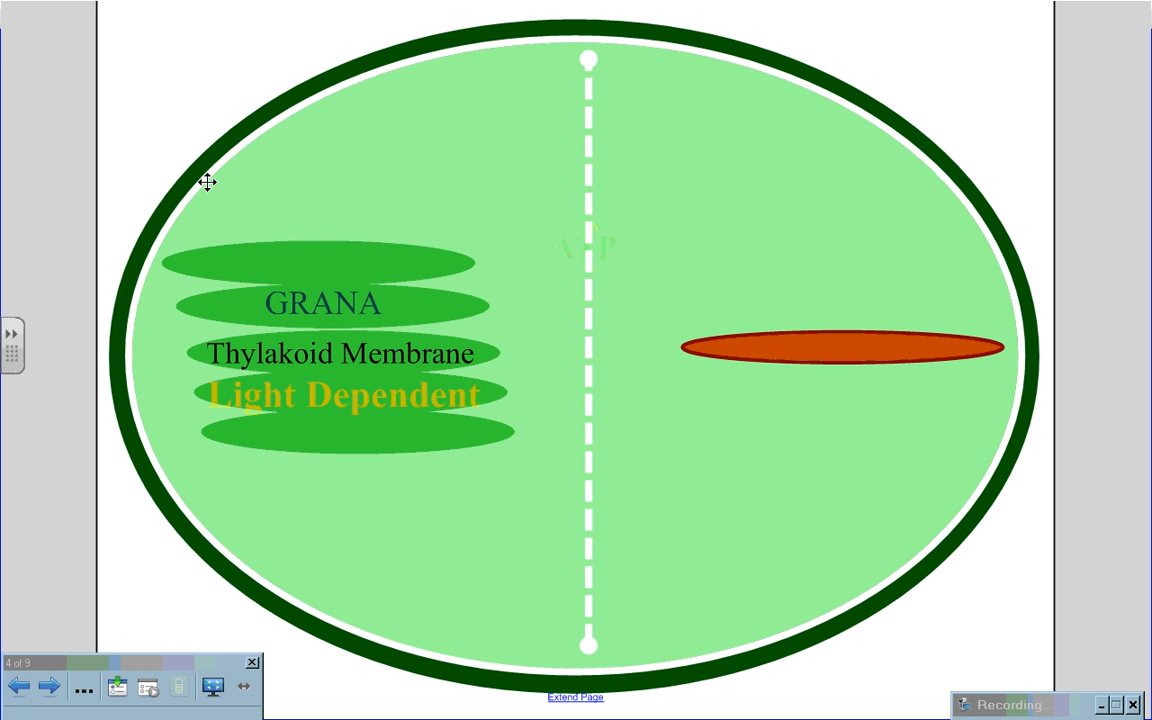 GRANA
Thylakoid Membrane
Light Dependent
4 of 9
Extend Page
Recording...